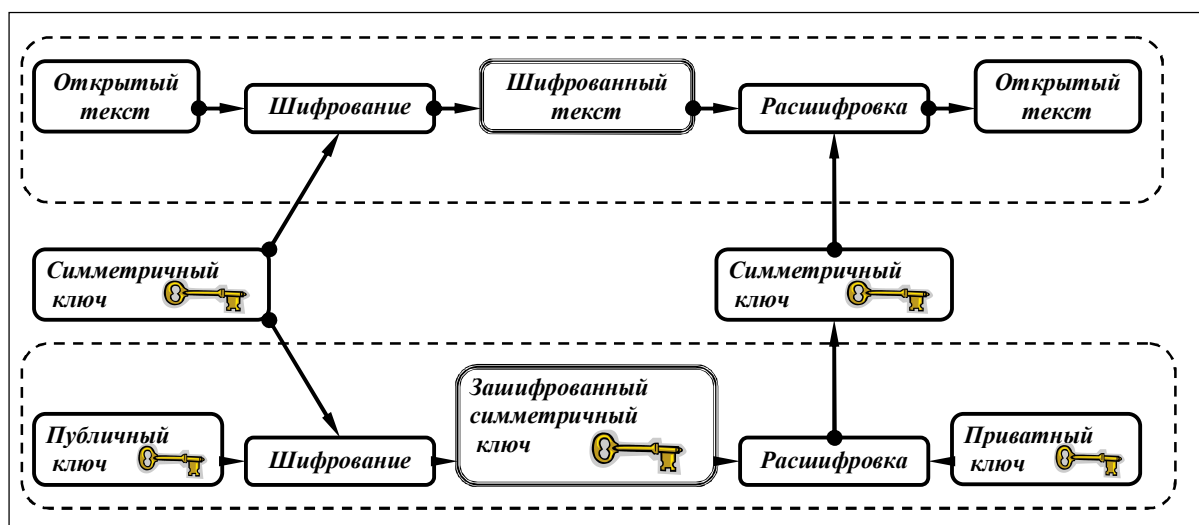 Открытый
текст
Шифрование
Шифрованный
текст
Расшифровка
Открытый
текст
Симметричный
ключ
Симметричный
ключ
Публичный
ключ
Шифрование
Зашифрованный
симметричный
ключ
Расшифровка
Приватный
ключ